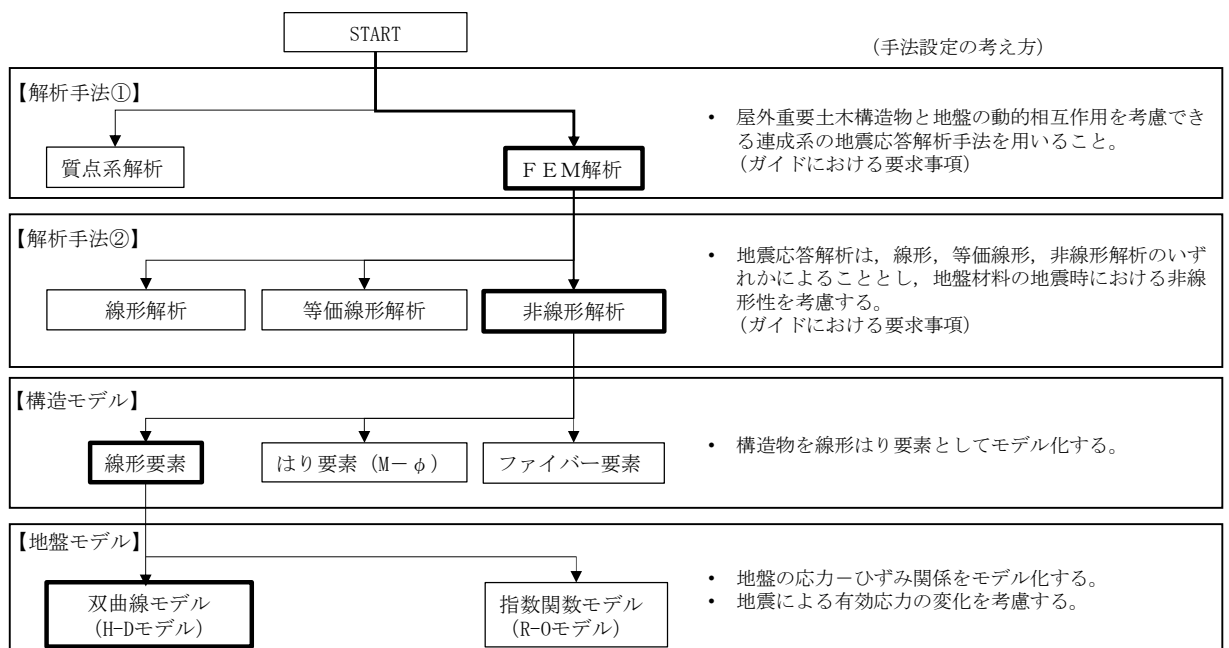 START
(手法設定の考え方)
【解析手法①】
質点系解析
ＦＥＭ解析
• 屋外重要土木構造物と地盤の動的相互作用を考慮でき
る連成系の地震応答解析手法を用いること。
(ガイドにおける要求事項)
【解析手法②】
線形解析
等価線形解析
非線形解析
• 地震応答解析は，線形，等価線形，非線形解析のいず
れかによることとし，地盤材料の地震時における非線
形性を考慮する。
(ガイドにおける要求事項)
【構造モデル】
線形要素
はり要素 (M－φ)
ファイバー要素
• 構造物を線形はり要素としてモデル化する。
【地盤モデル】
双曲線モデル
(H-Dモデル)
指数関数モデル
(R-Oモデル)
• 地盤の応力－ひずみ関係をモデル化する。
• 地震による有効応力の変化を考慮する。